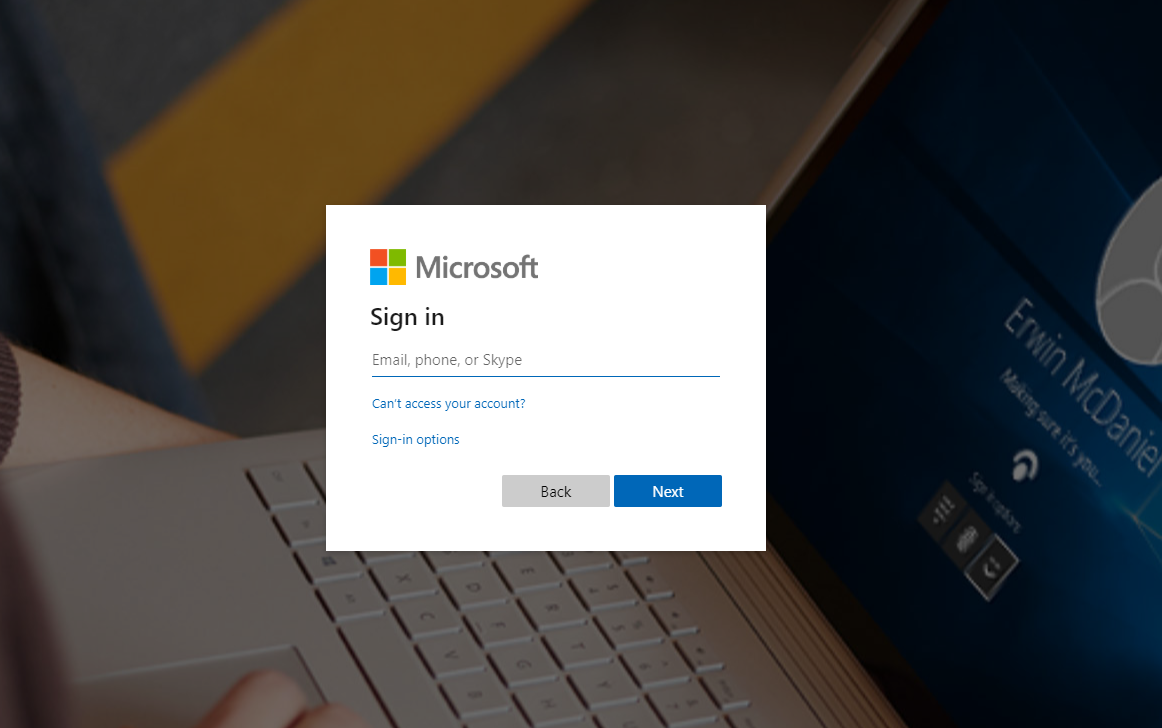 Microsoft
Sign in
Email, phone, or Skype
Can't access your account?
Sign-in options
Back
Next
Erwin McDaniel
Making sure it's you...
Sign in options